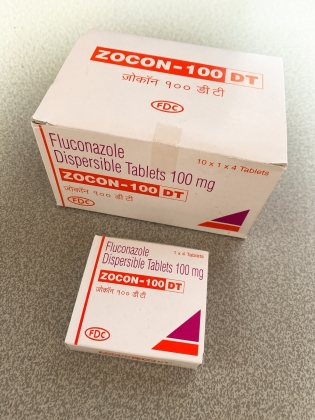 ZOCON-100 DT
जोकॉन १०० डी टी
FDC
Fluconazole
Dispersible Tablets 100 mg
10 x 1 x 4 Tablets
ZOCON-100 DT
जोकॉन १०० डी टी
FDC
Fluconazole
1 x 4 Tablets
Dispersible Tablets 100 mg
ZOCON-100 DT
जोकॉन १०० डी टी
FDC